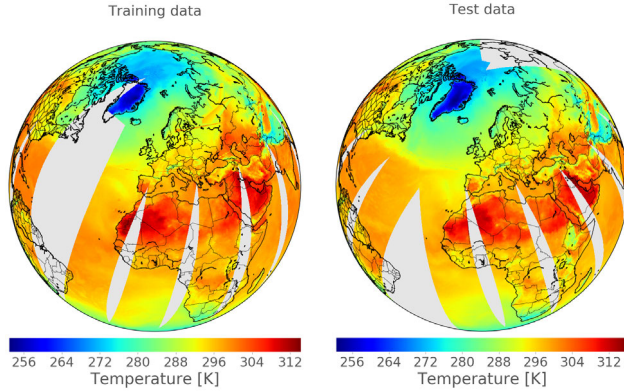 Training data
Test data
256 264 272 280 288 296 304 312
Temperature [K]
256 264 272 280 288 296 304 312
Temperature [K]